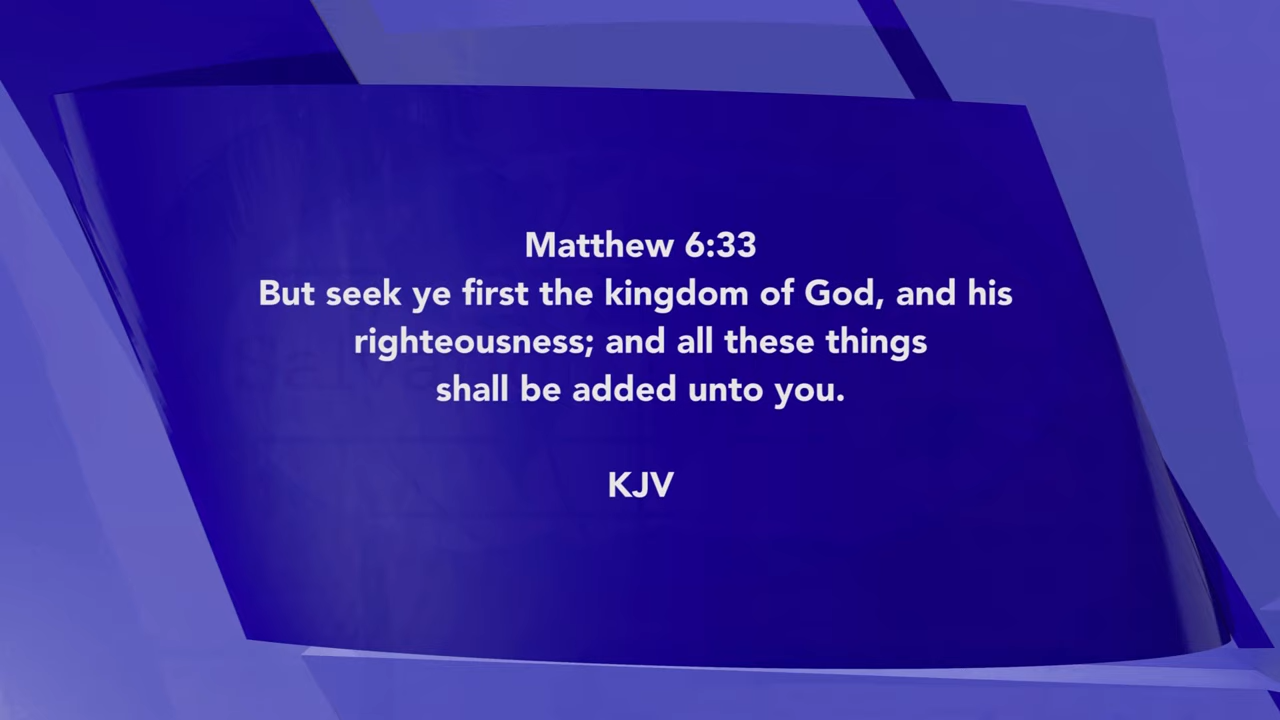 Matthew 6:33
But seek ye first the kingdom of God, and his
righteousness; and all these things
shall be added unto you.
KJV